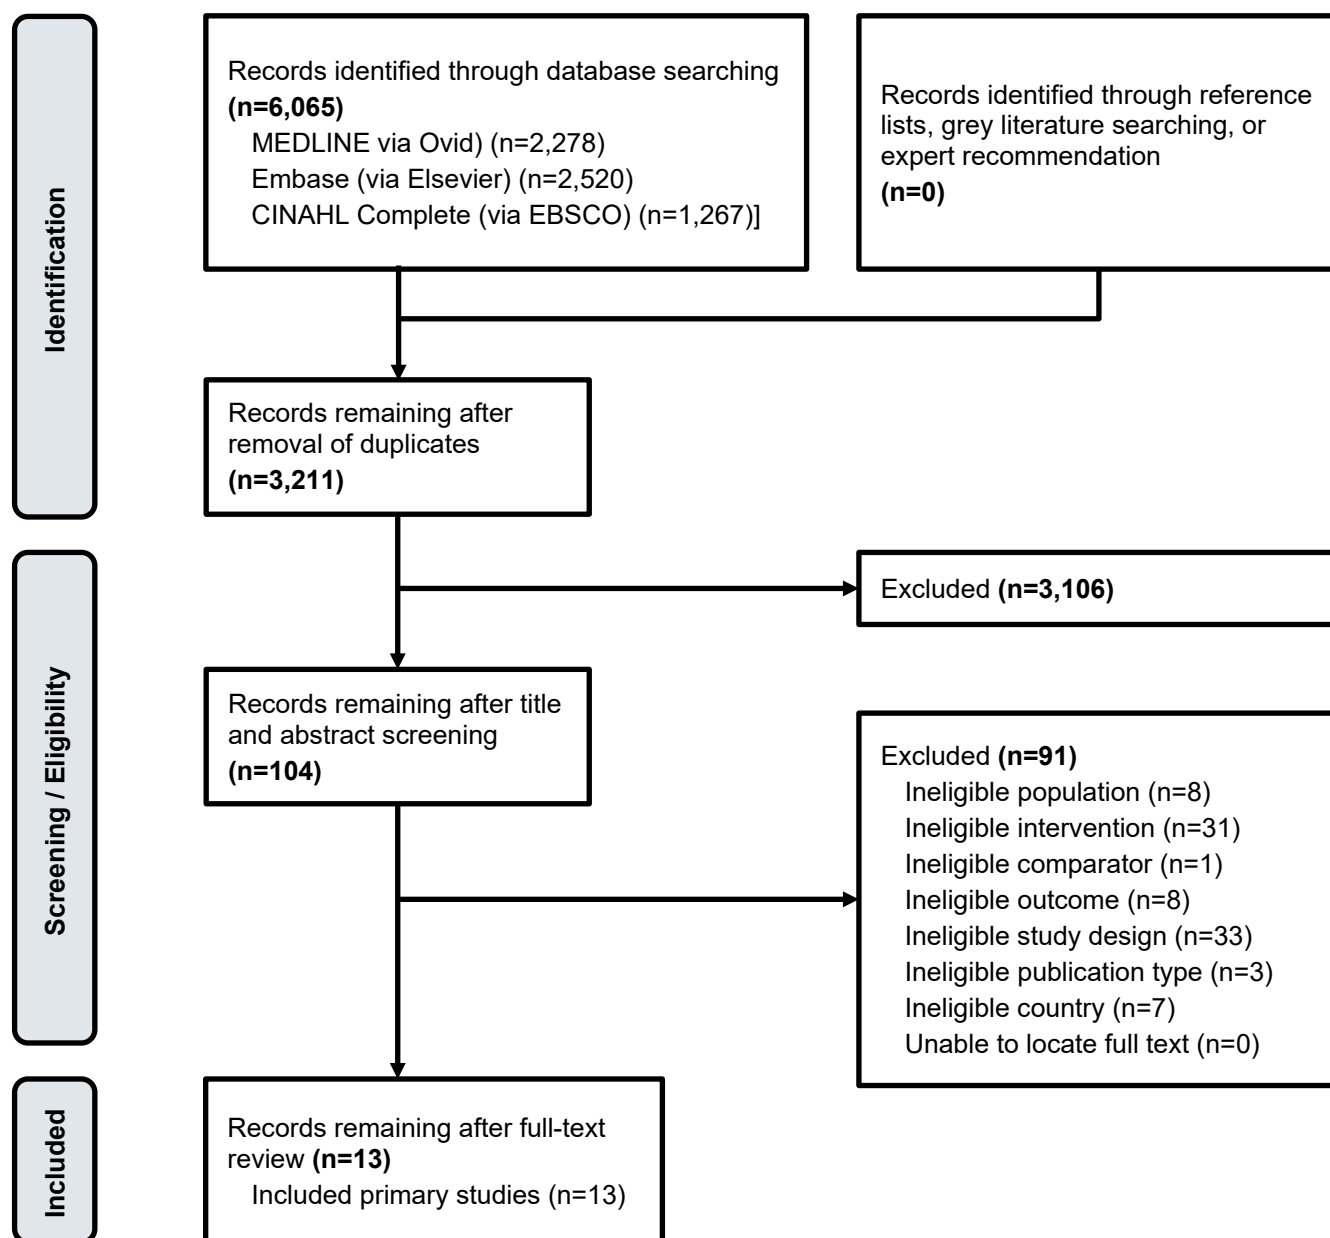 Identification
Records identified through database searching
(n=6,065)
MEDLINE via Ovid) (n=2,278)
Embase (via Elsevier) (n=2,520)
CINAHL Complete (via EBSCO) (n=1,267)]
Records identified through reference
lists, grey literature searching, or
expert recommendation
(n=0)
Records remaining after
removal of duplicates
(n=3,211)
Screening / Eligibility
Excluded (n=3,106)
Records remaining after title
and abstract screening
(n=104)
Excluded (n=91)
Ineligible population (n=8)
Ineligible intervention (n=31)
Ineligible comparator (n=1)
Ineligible outcome (n=8)
Ineligible study design (n=33)
Ineligible publication type (n=3)
Ineligible country (n=7)
Unable to locate full text (n=0)
Included
Records remaining after full-text
review (n=13)
Included primary studies (n=13)